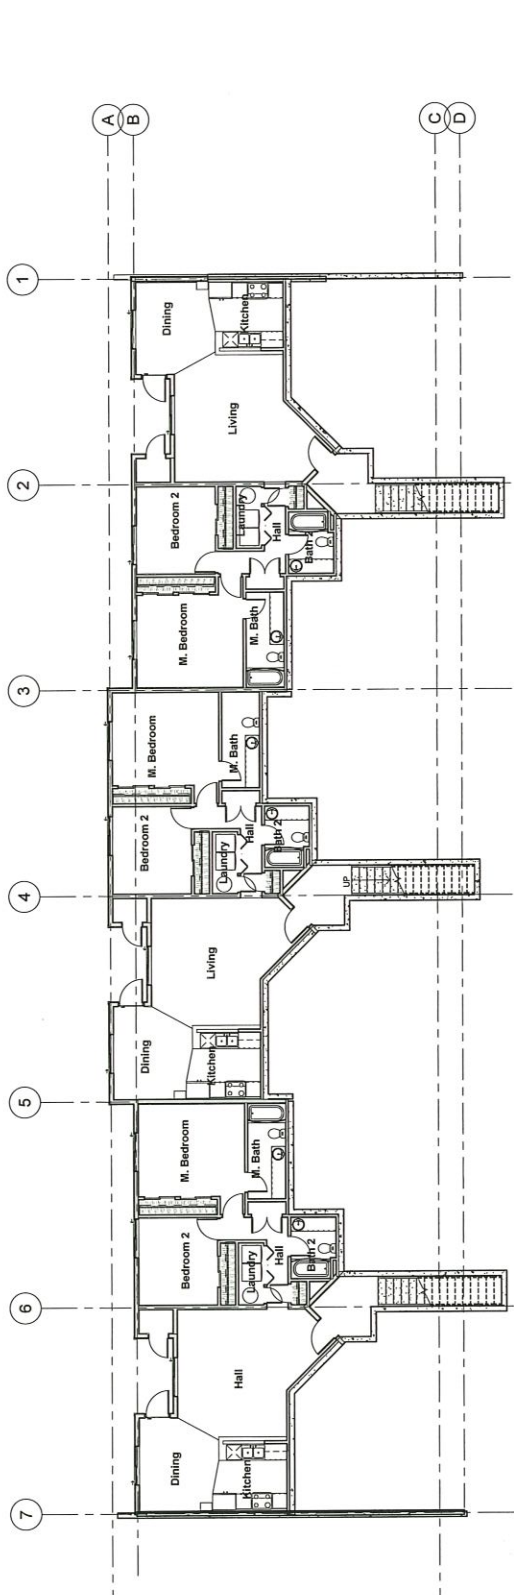 A
B
C
D
1
Dining
Kitchen
Living
2
Bedroom 2
Laundry
Hall
Bath 2
M. Bedroom
M. Bath
3
M. Bedroom
M. Bath
Bedroom 2
Laundry
Hall
Bath 2
4
UP
Living
Dining
Kitchen
5
M. Bedroom
M. Bath
Bedroom 2
Laundry
Hall
Bath 2
6
Hall
Dining
Kitchen
7